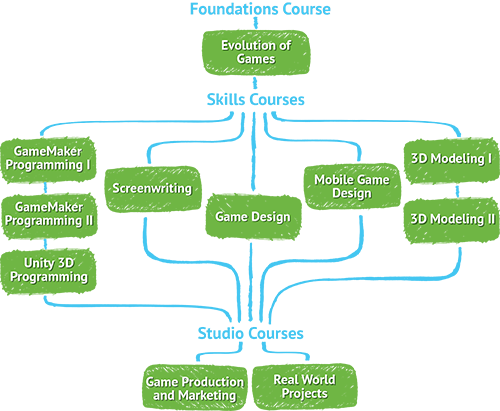 Foundations Course
Evolution of
Games
Skills Courses
GameMaker
Programming I
GameMaker
Programming II
Unity 3D
Programming
Screenwriting
Game Design
Mobile Game
Design
3D Modeling I
3D Modeling II
Studio Courses
Game Production
and Marketing
Real World
Projects